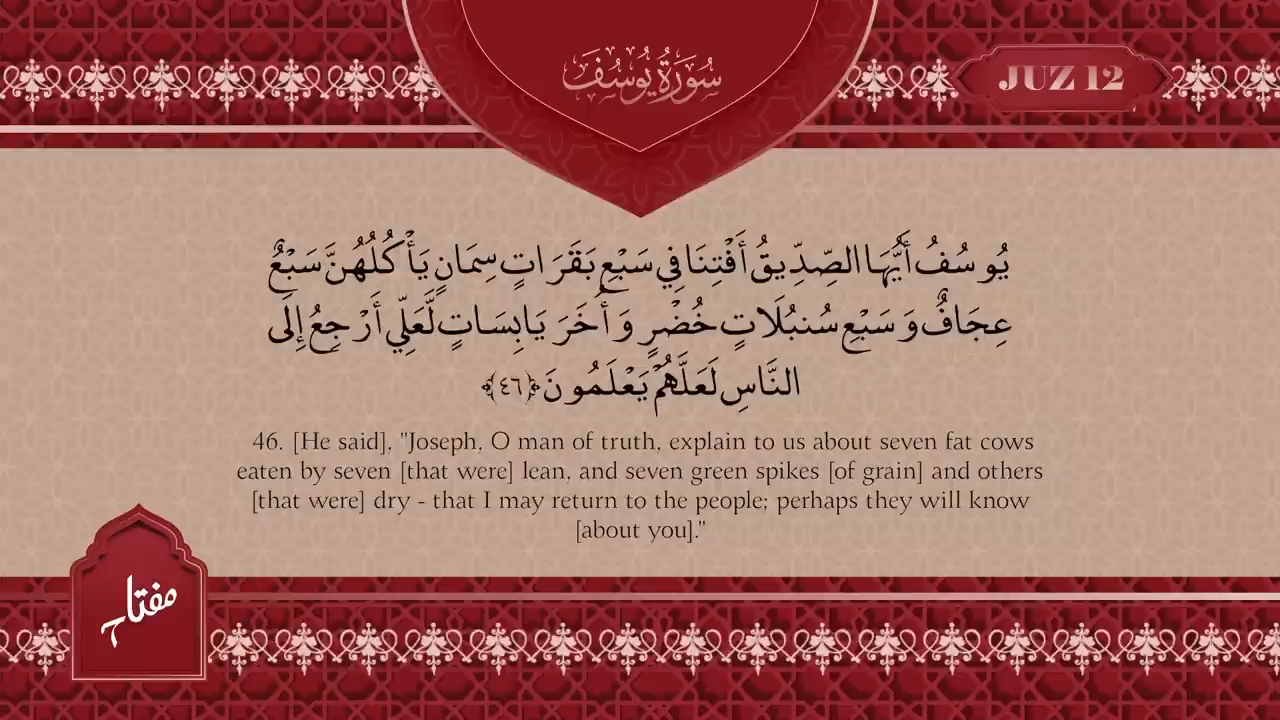 سُورَةُ يُوسُفَ
JUZ 12
يُوسُفُ أَيُّهَا الصِّدِّيقُ أَفْتِنَا فِي سَبْعِ بَقَرَاتٍ سِمَانٍ يَأْكُلُهُنَّ سَبْعٌ
عِجَافٌ وَسَبْعِ سُنبُلَاتٍ خُضْرٍ وَأُخَرَ يَابِسَاتٍ لَّعَلِّي أَرْجِعُ إِلَى
النَّاسِ لَعَلَّهُمْ يَعْلَمُونَ ﴿٤٦﴾
46. [He said], "Joseph, O man of truth, explain to us about seven fat cows
eaten by seven [that were] lean, and seven green spikes [of grain] and others
[that were] dry - that I may return to the people; perhaps they will know
[about you]."
مفتاح